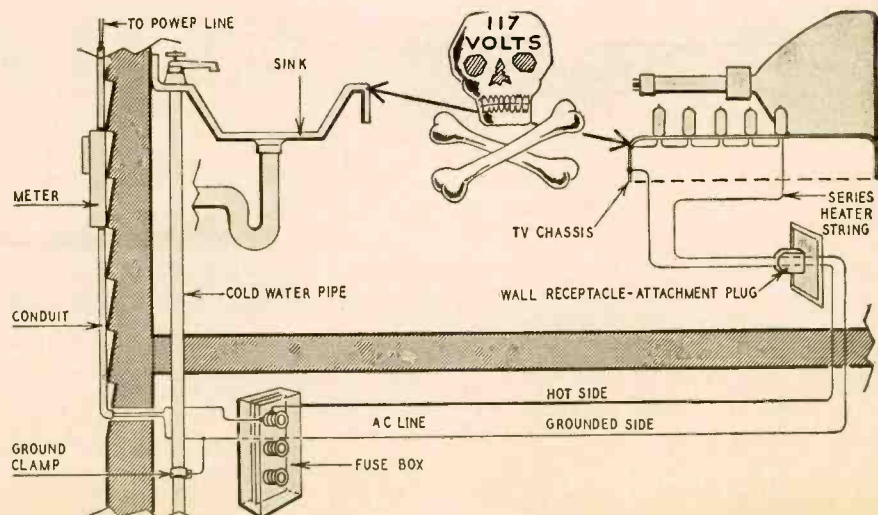 TO POWER LINE
117
VOLTS
SINK
METER
TV CHASSIS
SERIES
HEATER
STRING
COLD WATER PIPE
WALL RECEPTACLE-ATTACHMENT PLUG
CONDUIT
HOT SIDE
AC LINE
GROUNDED SIDE
GROUND
CLAMP
FUSE BOX